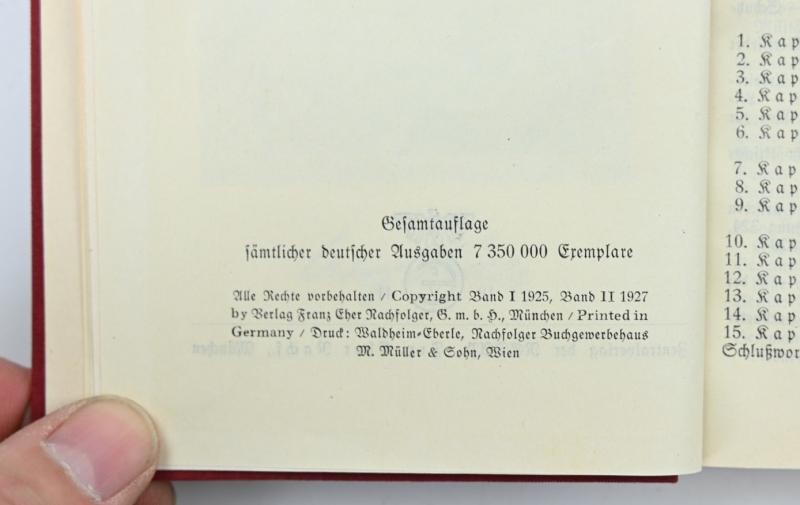 Gesamtauflage
sämtlicher deutscher Ausgaben 7 350 000 Exemplare
Alle Rechte vorbehalten / Copyright Band I 1925, Band II 1927
by Verlag Franz Eher Nachfolger, G. m. b. H., München / Printed in
Germany / Druck: Waldheim-Eberle, Nachfolger Buchgewerbehaus
M. Müller & Sohn, Wien
1. Kap
2. Kap
3. Kap
4. Kap
5. Kap
6. Kap
7. Kap
8. Kap
9. Kap
10. Kap
11. Kap
12. Kap
13. Kap
14. Kap
15. Kap
Schlußwor